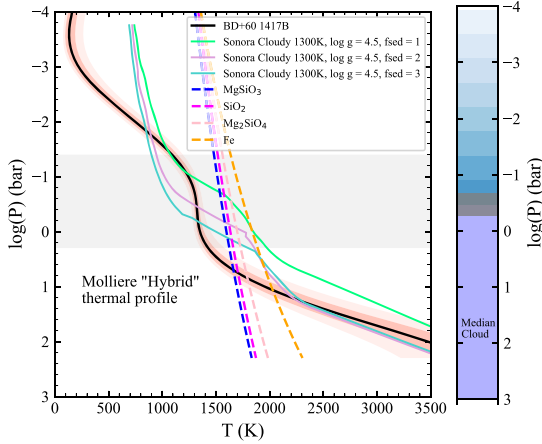 −4
−3
−2
−1
0
1
2
3
log(P) (bar)
BD+60 1417B
Sonora Cloudy 1300K, log g = 4.5, fsed = 1
Sonora Cloudy 1300K, log g = 4.5, fsed = 2
Sonora Cloudy 1300K, log g = 4.5, fsed = 3
MgSiO₃
SiO₂
Mg₂SiO₄
Fe
Molliere "Hybrid"
thermal profile
0 500 1000 1500 2000 2500 3000 3500
T (K)
Median
Cloud
−4
−3
−2
−1
0
1
2
3
log(P) (bar)